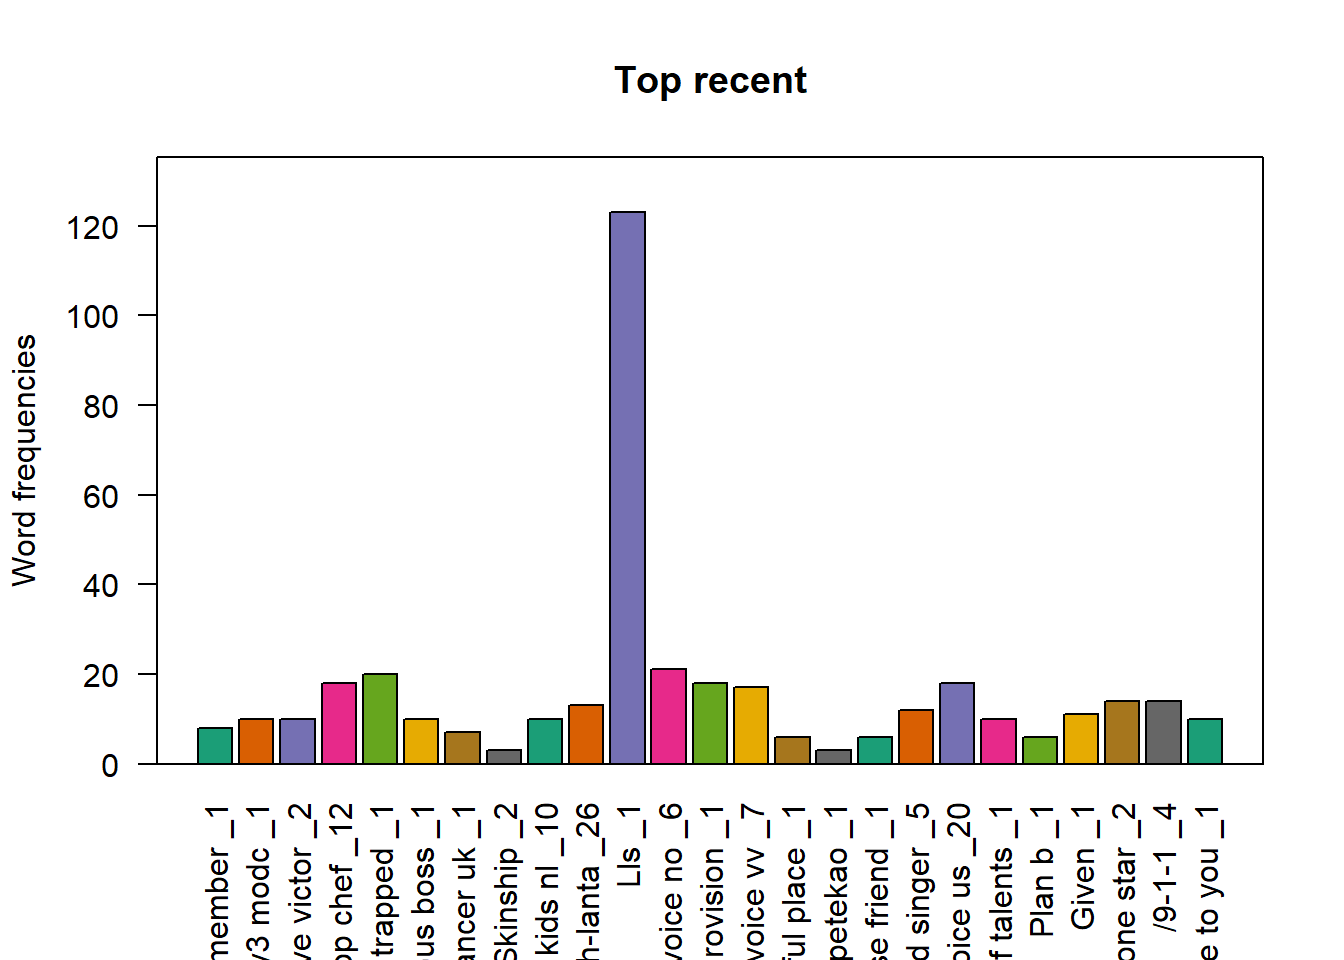 Top recent
Word frequencies
120
100
80
60
40
20
0
member _1
v3 modc _1
ve victor _2
op chef _12
trapped _1
ous boss _1
ancer uk _1
Skinship _2
kids nl _10
h-lanta _26
Lls _1
voice no _6
rovision _1
voice vv _7
ful place _1
petekao _1
se friend _1
d singer _5
oice us _20
f talents _1
Plan b _1
Given _1
one star _2
/9-1-1 _4
e to you _1